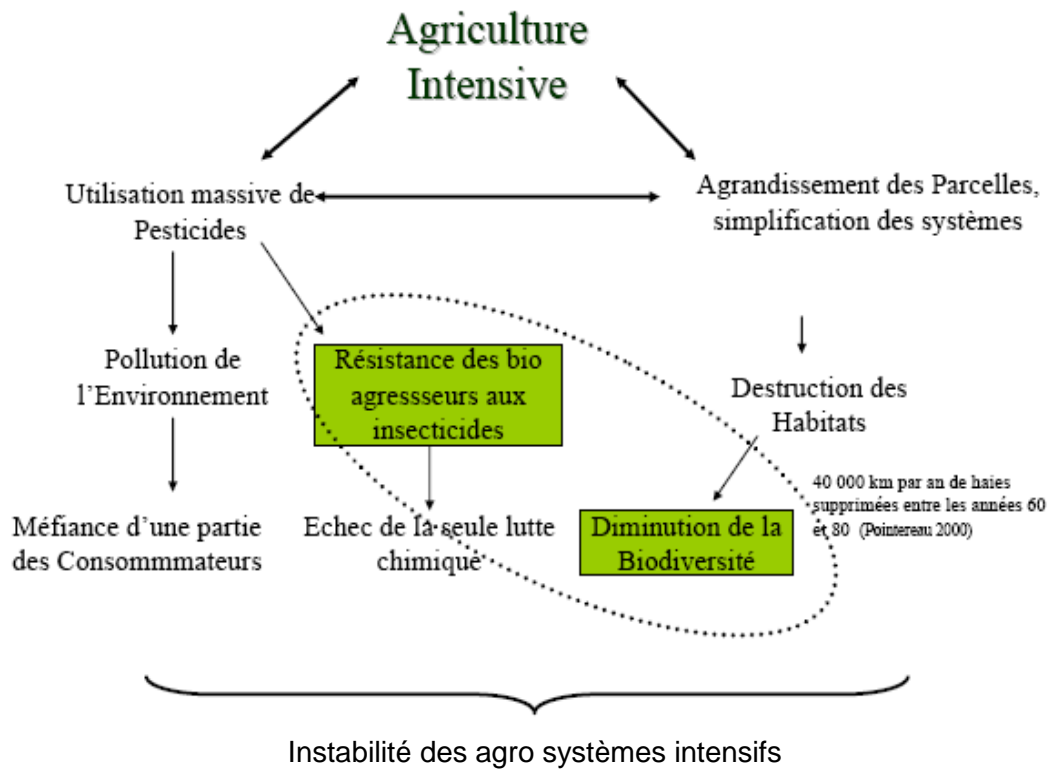 Agriculture
Intensive
Utilisation massive de
Pesticides
Agrandissement des Parcelles,
simplification des systèmes
Pollution de
l'Environnement
Résistance des bio
agressseurs aux
insecticides
Destruction des
Habitats
40 000 km par an de haies
supprimées entre les années 60
et 80 (Pointereau 2000)
Méfiance d'une partie
des Consommmateurs
Echec de la seule lutte
chimique
Diminution de la
Biodiversité
Instabilité des agro systèmes intensifs